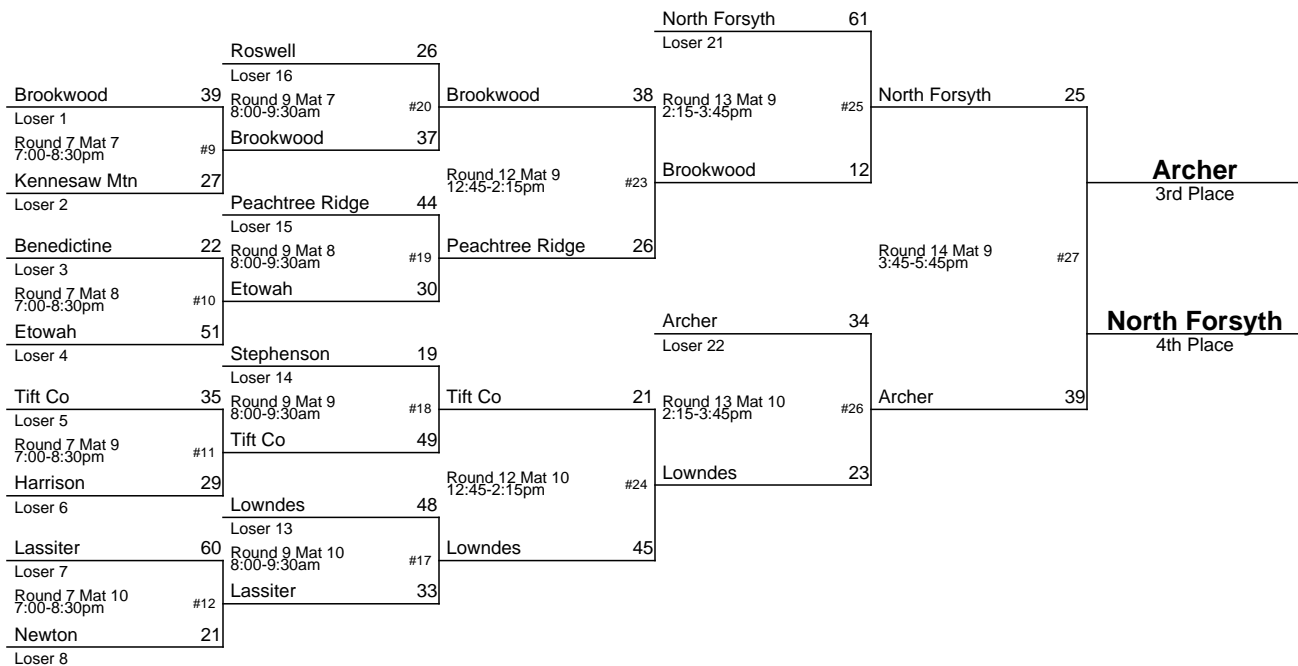 North Forsyth 61
Loser 21
Roswell 26
Loser 16
Brookwood 39
Loser 1
Round 9 Mat 7
8:00-9:30am
#20
Brookwood 38
Round 13 Mat 9
2:15-3:45pm
#25
North Forsyth 25
Round 7 Mat 7
7:00-8:30pm
#9
Brookwood 37
Kennesaw Mtn 27
Loser 2
Round 12 Mat 9
12:45-2:15pm
#23
Brookwood 12
Archer
3rd Place
Peachtree Ridge 44
Loser 15
Benedictine 22
Loser 3
Round 9 Mat 8
8:00-9:30am
#19
Peachtree Ridge 26
Round 14 Mat 9
3:45-5:45pm
#27
Round 7 Mat 8
7:00-8:30pm
#10
Etowah 30
Etowah 51
Loser 4
Archer 34
Loser 22
North Forsyth
4th Place
Stephenson 19
Loser 14
Tift Co 35
Loser 5
Round 9 Mat 9
8:00-9:30am
#18
Tift Co 21
Round 13 Mat 10
2:15-3:45pm
#26
Archer 39
Round 7 Mat 9
7:00-8:30pm
#11
Tift Co 49
Harrison 29
Loser 6
Round 12 Mat 10
12:45-2:15pm
#24
Lowndes 23
Lowndes 48
Loser 13
Lassiter 60
Loser 7
Round 9 Mat 10
8:00-9:30am
#17
Lowndes 45
Round 7 Mat 10
7:00-8:30pm
#12
Lassiter 33
Newton 21
Loser 8